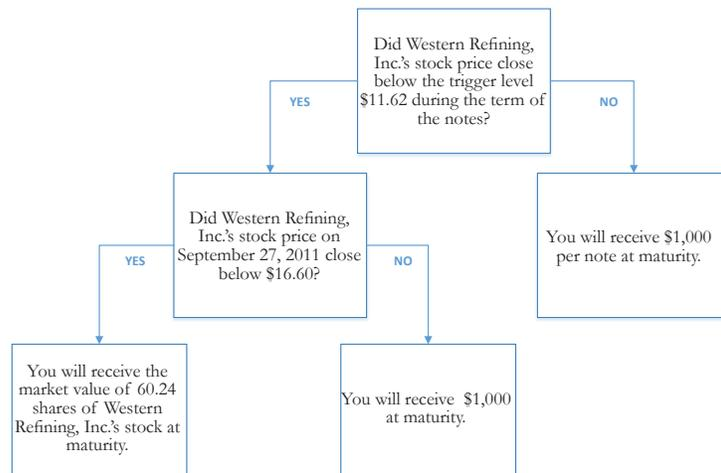 Did Western Refining,
Inc.'s stock price close
below the trigger level
$11.62 during the term of
the notes?
YES
NO
Did Western Refining,
Inc.'s stock price on
September 27, 2011 close
below $16.60?
You will receive $1,000
per note at maturity.
YES
NO
You will receive the
market value of 60.24
shares of Western
Refining, Inc.'s stock at
maturity.
You will receive $1,000
at maturity.